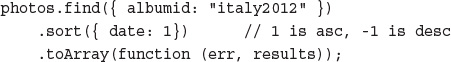 photos.find({ albumid: "italy2012" })
    .sort({ date: 1})      // 1 is asc, -1 is desc
    .toArray(function (err, results));